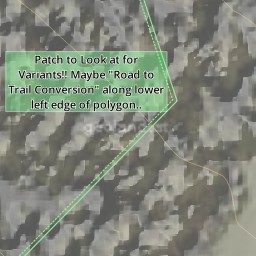 Patch to Look at for
Variants!! Maybe "Road to
Trail Conversion" along lower
left edge of polygon..